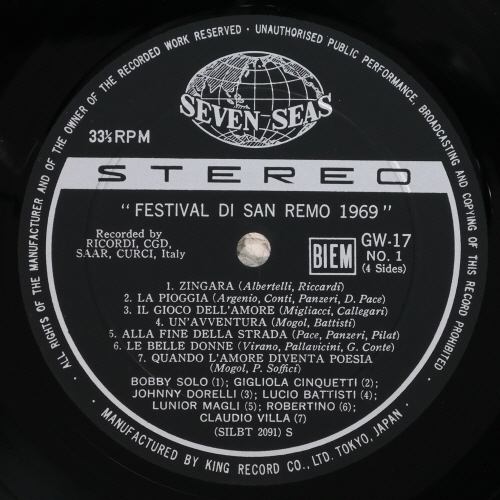 ALL RIGHTS OF THE MANUFACTURER AND OF THE OWNER OF THE RECORDED WORK RESERVED · UNAUTHORISED PUBLIC PERFORMANCE, BROADCASTING AND COPYING OF THIS RECORD PROHIBITED ·
SEVEN SEAS
33⅓ RPM
STEREO
"FESTIVAL DI SAN REMO 1969"
Recorded by
RICORDI, CGD,
SAAR, CURCI, Italy
BIEM
GW-17
NO. 1
(4 Sides)
1. ZINGARA (Albertelli, Riccardi)
2. LA PIOGGIA (Argenio, Conti, Panzeri, D. Pace)
3. IL GIOCO DELL'AMORE (Migliacci, Callegari)
4. UN'AVVENTURA (Mogol, Battisti)
5. ALLA FINE DELLA STRADA (Pace, Panzeri, Pilat)
6. LE BELLE DONNE (Virano, Pallavicini, G. Conte)
7. QUANDO L'AMORE DIVENTA POESIA
(Mogol, P. Soffici)
BOBBY SOLO (1); GIGLIOLA CINQUETTI (2);
JOHNNY DORELLI (3); LUCIO BATTISTI (4);
LUNIOR MAGLI (5); ROBERTINO (6);
CLAUDIO VILLA (7)
(SILBT 2091) S
· MANUFACTURED BY KING RECORD CO., LTD. TOKYO, JAPAN ·